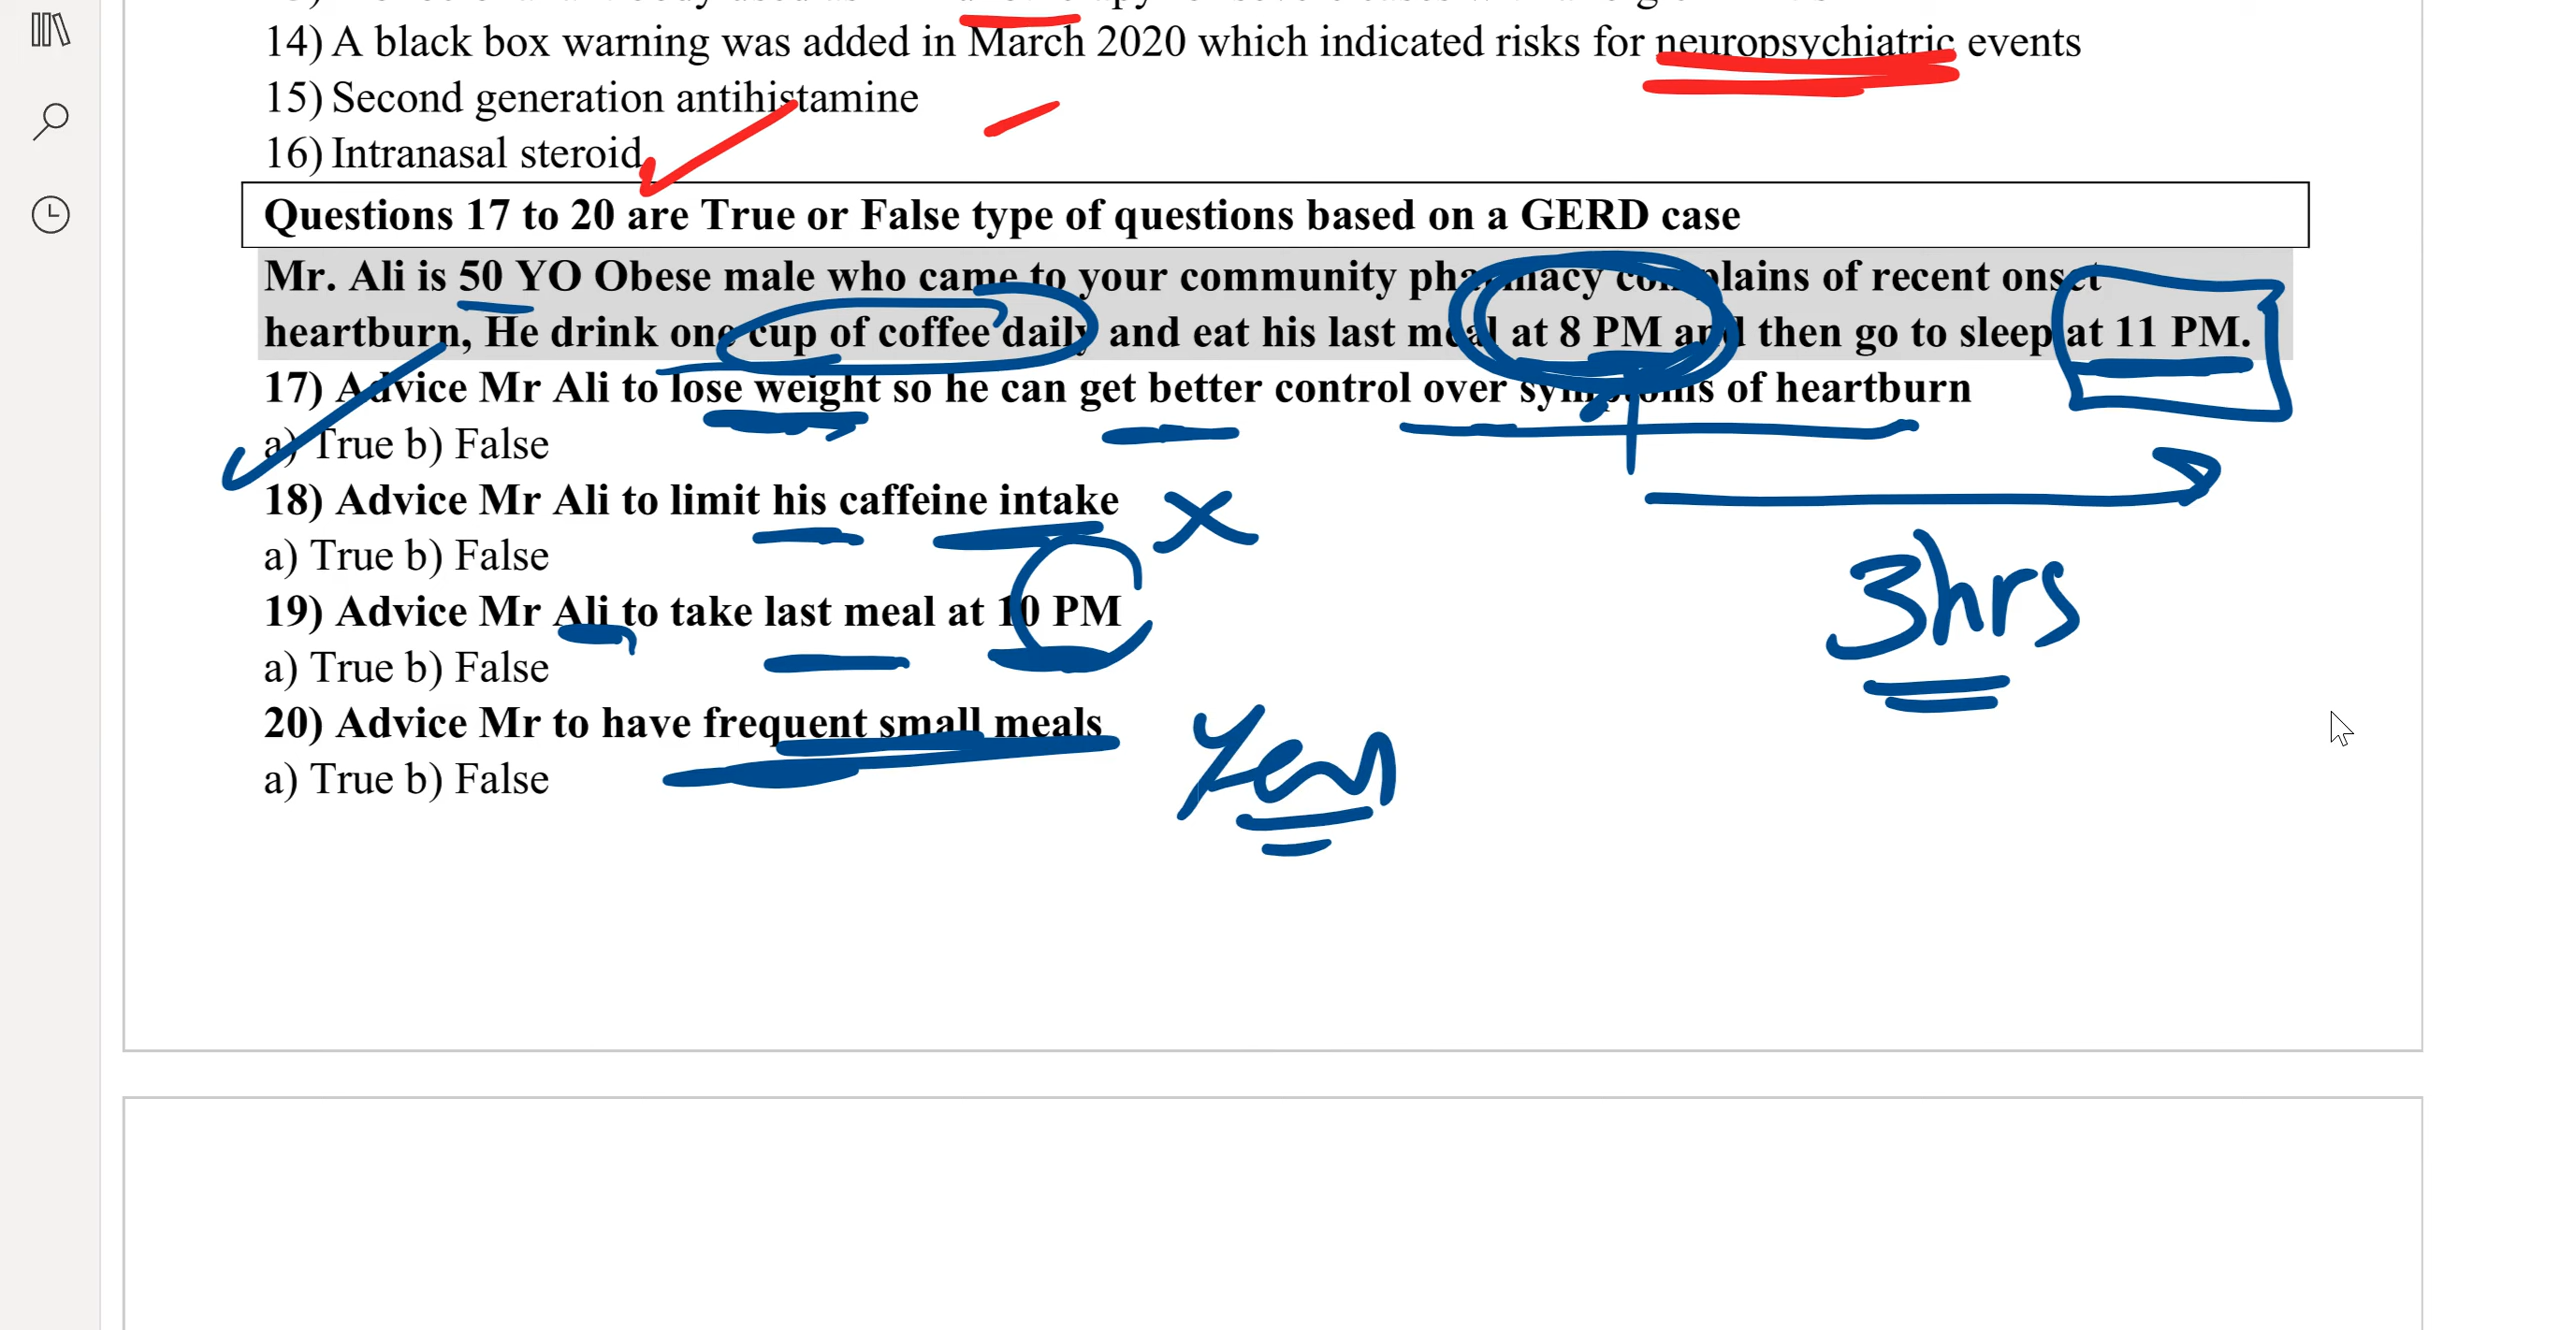 14) A black box warning was added in March 2020 which indicated risks for neuropsychiatric events
15) Second generation antihistamine
16) Intranasal steroid
Questions 17 to 20 are True or False type of questions based on a GERD case
Mr. Ali is 50 YO Obese male who came to your community pharmacy complains of recent onset
heartburn, He drink one cup of coffee daily and eat his last meal at 8 PM and then go to sleep at 11 PM.
17) Advice Mr Ali to lose weight so he can get better control over symptoms of heartburn
a) True b) False
18) Advice Mr Ali to limit his caffeine intake
a) True b) False
3hrs
19) Advice Mr Ali to take last meal at 10 PM
a) True b) False
20) Advice Mr to have frequent small meals
Yes
a) True b) False